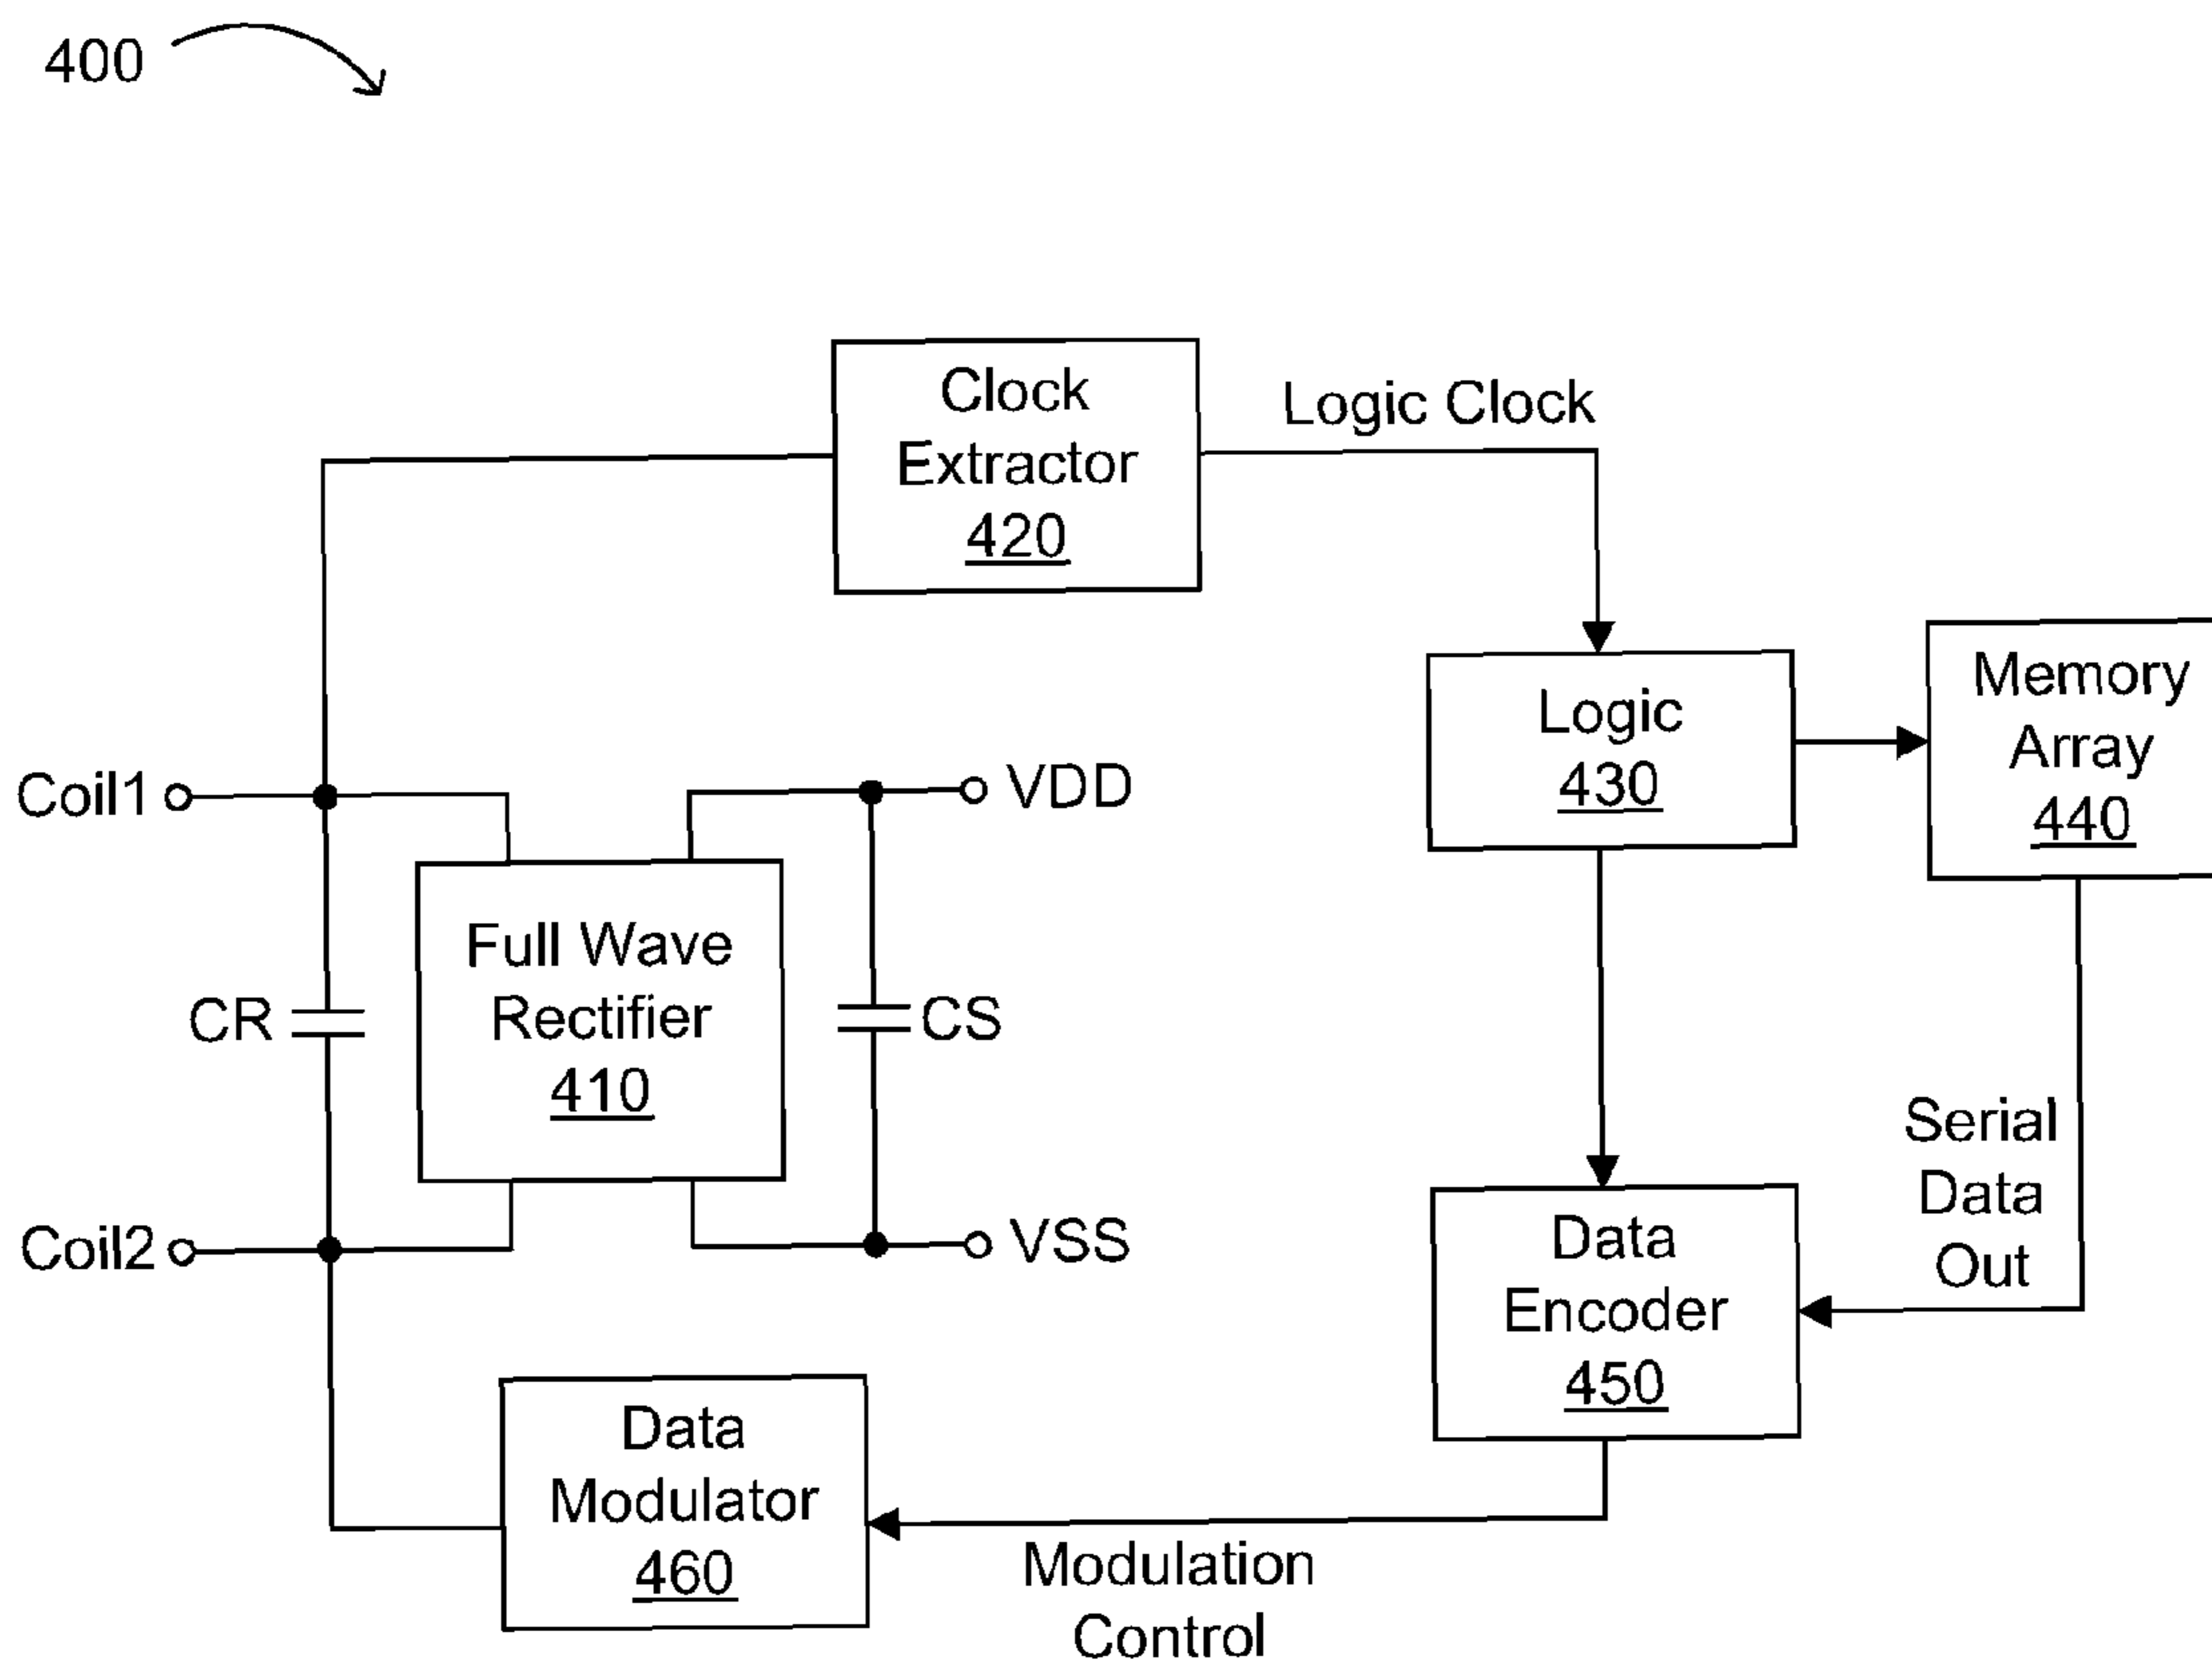 400
Clock
Extractor
420
Logic Clock
Logic
430
Memory
Array
440
Coil1
VDD
Full Wave
Rectifier
410
CR
CS
Coil2
VSS
Serial
Data
Out
Data
Encoder
450
Data
Modulator
460
Modulation
Control